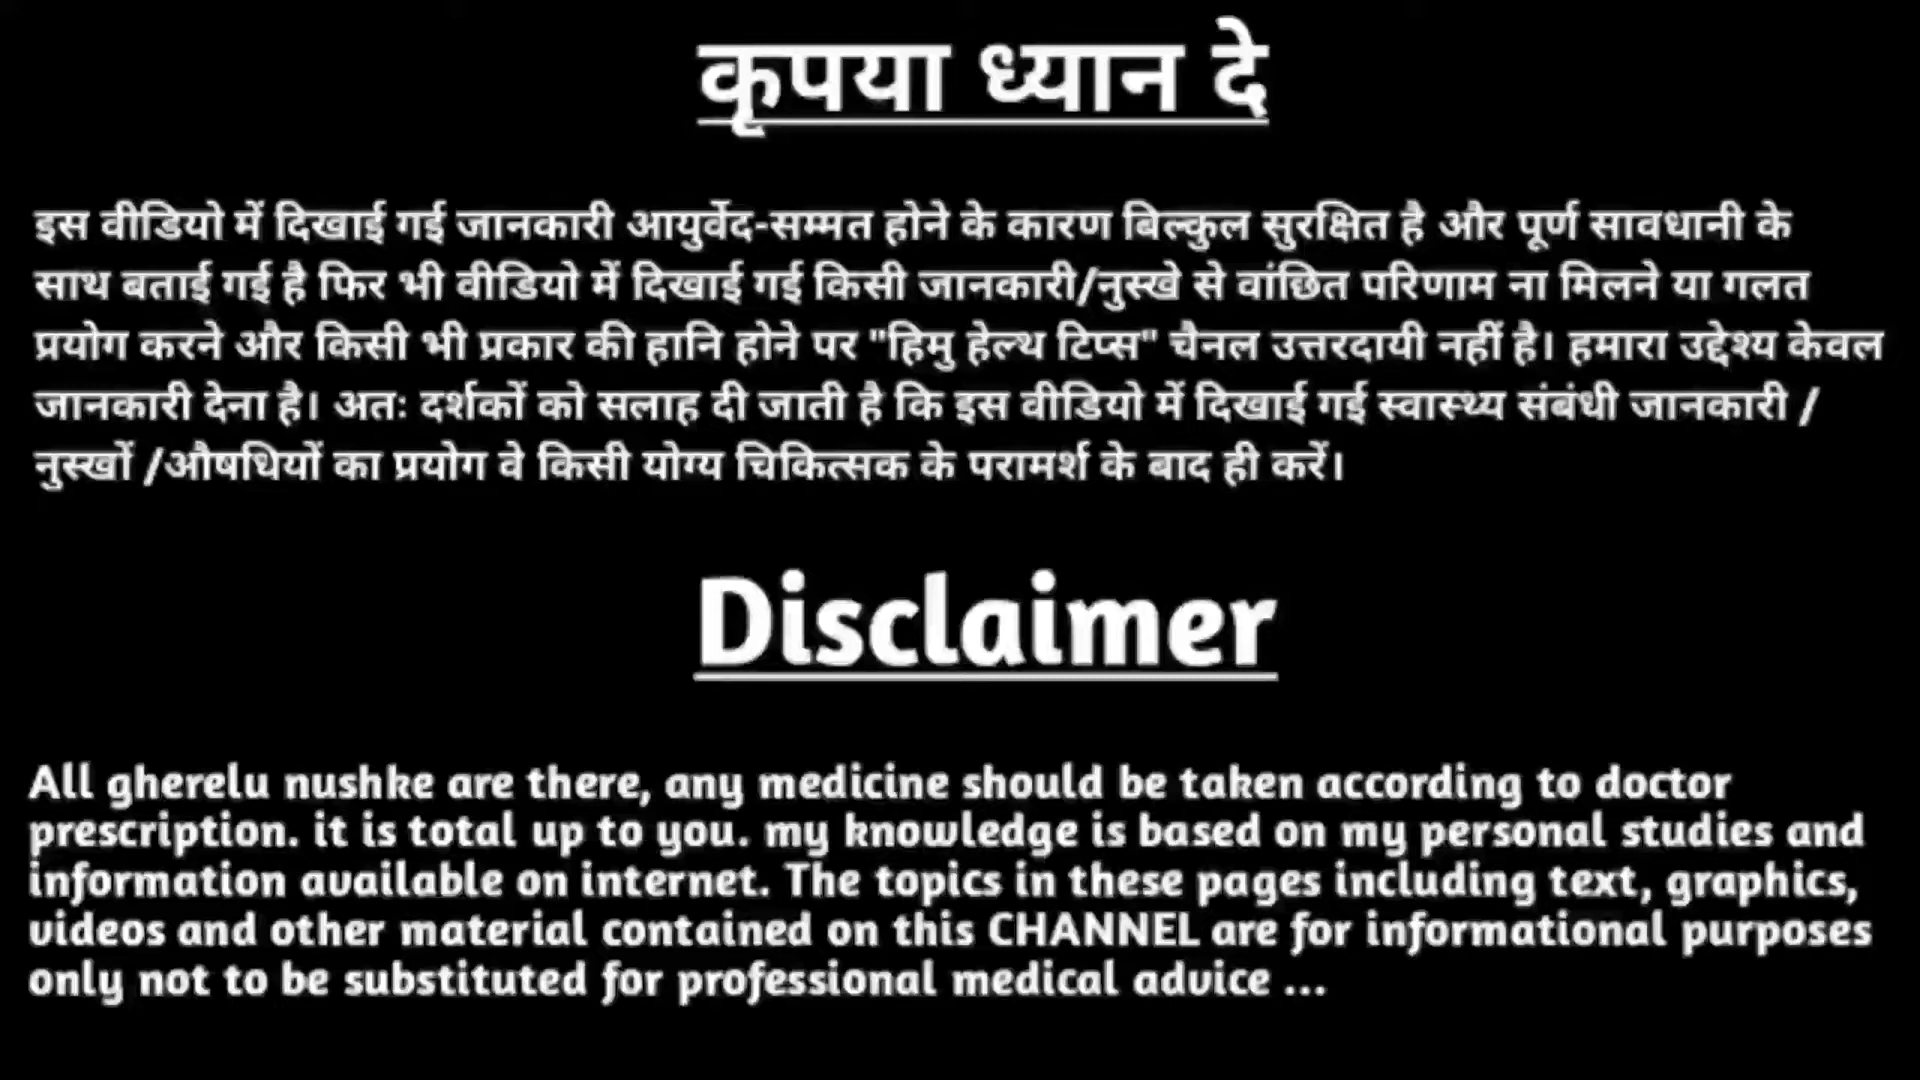 कृपया ध्यान दे
इस वीडियो में दिखाई गई जानकारी आयुर्वेद-सम्मत होने के कारण बिल्कुल सुरक्षित है और पूर्ण सावधानी के
साथ बताई गई है फिर भी वीडियो में दिखाई गई किसी जानकारी/नुस्खे से वांछित परिणाम ना मिलने या गलत
प्रयोग करने और किसी भी प्रकार की हानि होने पर "हिमु हेल्थ टिप्स" चैनल उत्तरदायी नहीं है। हमारा उद्देश्य केवल
जानकारी देना है। अतः दर्शकों को सलाह दी जाती है कि इस वीडियो में दिखाई गई स्वास्थ्य संबंधी जानकारी /
नुस्खों /औषधियों का प्रयोग वे किसी योग्य चिकित्सक के परामर्श के बाद ही करें।
Disclaimer
All gherelu nushke are there, any medicine should be taken according to doctor
prescription. it is total up to you. my knowledge is based on my personal studies and
information available on internet. The topics in these pages including text, graphics,
videos and other material contained on this CHANNEL are for informational purposes
only not to be substituted for professional medical advice ...